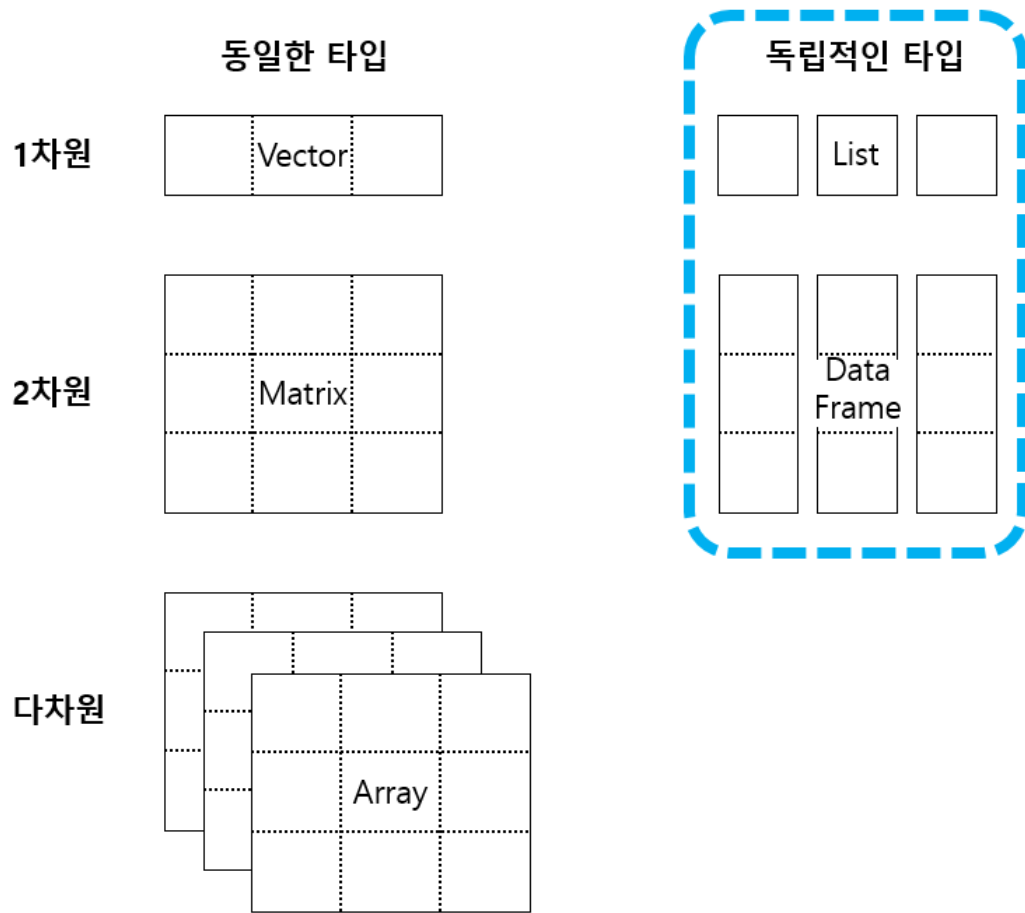 동일한 타입
독립적인 타입
1차원
Vector
List
2차원
Matrix
Data
Frame
다차원
Array